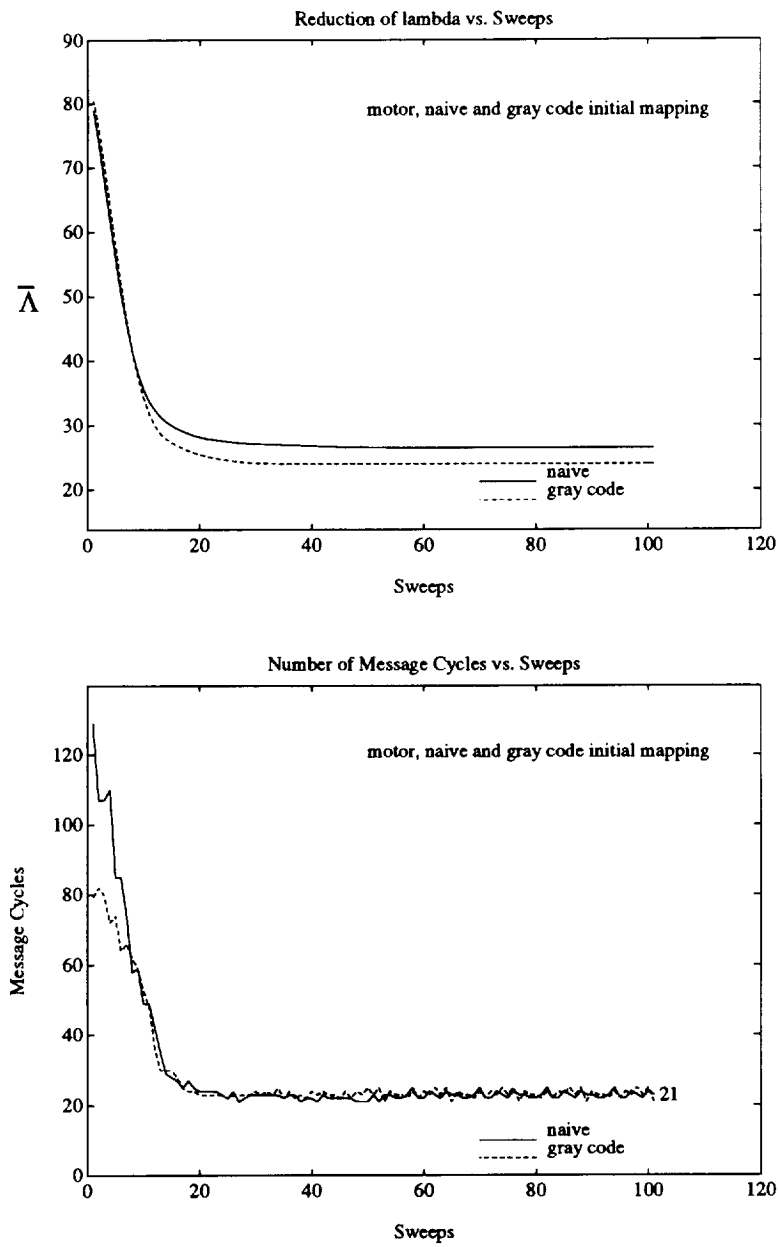 Reduction of lambda vs. Sweeps
90
80
70
60
50
40
30
20
motor, naive and gray code initial mapping
Λ̄
naive
gray code
0 20 40 60 80 100 120
Sweeps
Number of Message Cycles vs. Sweeps
120
100
80
60
40
20
0
motor, naive and gray code initial mapping
Message Cycles
21
naive
gray code
0 20 40 60 80 100 120
Sweeps